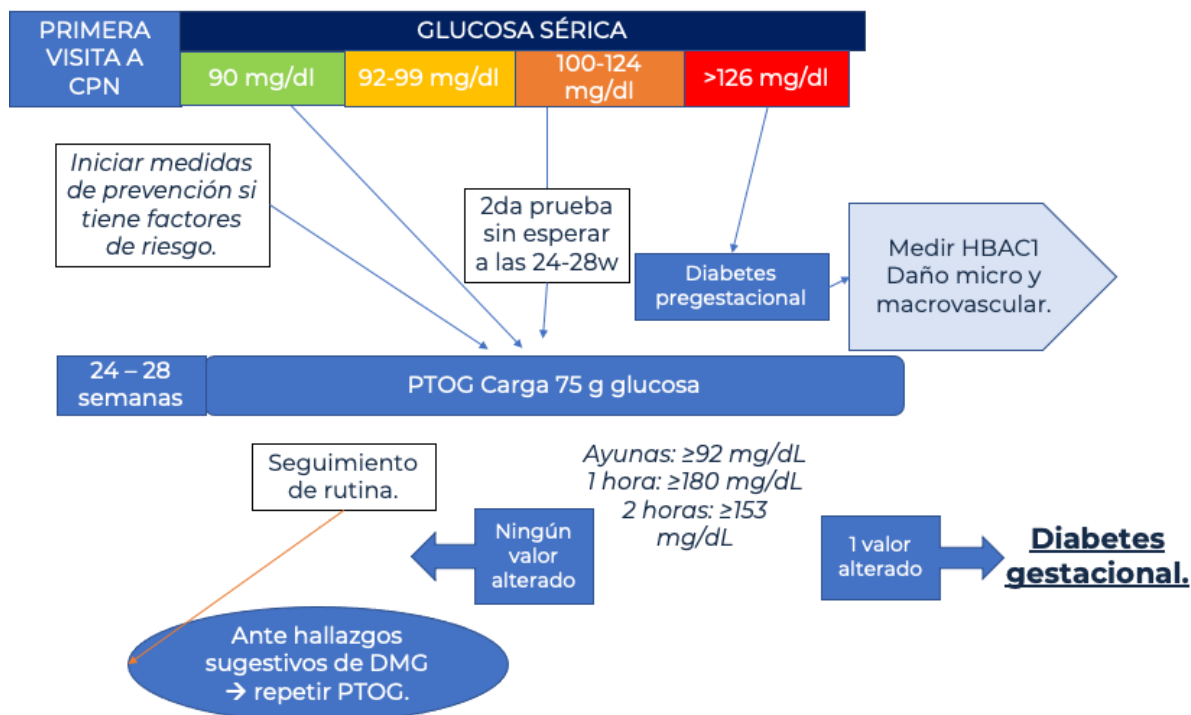 PRIMERA
VISITA A
CPN
GLUCOSA SÉRICA
90 mg/dl
92-99 mg/dl
100-124
mg/dl
>126 mg/dl
Iniciar medidas
de prevención si
tiene factores
de riesgo.
2da prueba
sin esperar
a las 24-28w
Diabetes
pregestacional
Medir HBAC1
Daño micro y
macrovascular.
24 – 28
semanas
PTOG Carga 75 g glucosa
Seguimiento
de rutina.
Ayunas: ≥92 mg/dL
1 hora: ≥180 mg/dL
2 horas: ≥153
mg/dL
Ningún
valor
alterado
1 valor
alterado
Diabetes
gestacional.
Ante hallazgos
sugestivos de DMG
→ repetir PTOG.